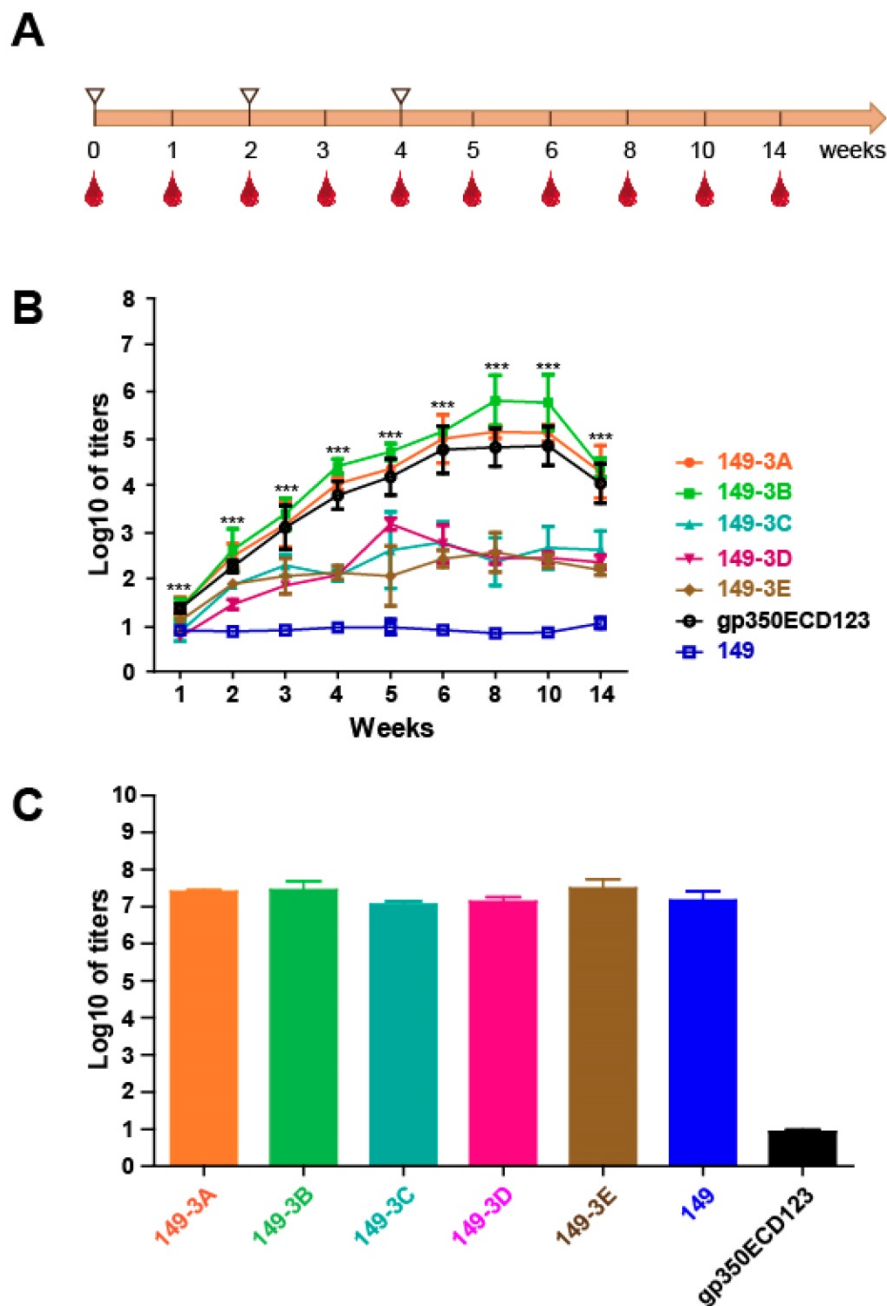 A
0 1 2 3 4 5 6 8 10 14 weeks
B
8
7
6
5
4
3
2
1
0
Log10 of titers
*** *** *** *** *** *** *** *** ***
1 2 3 4 5 6 8 10 14
Weeks
149-3A
149-3B
149-3C
149-3D
149-3E
gp350ECD123
149
C
10
9
8
7
6
5
4
3
2
1
0
Log10 of titers
149-3A 149-3B 149-3C 149-3D 149-3E 149 gp350ECD123